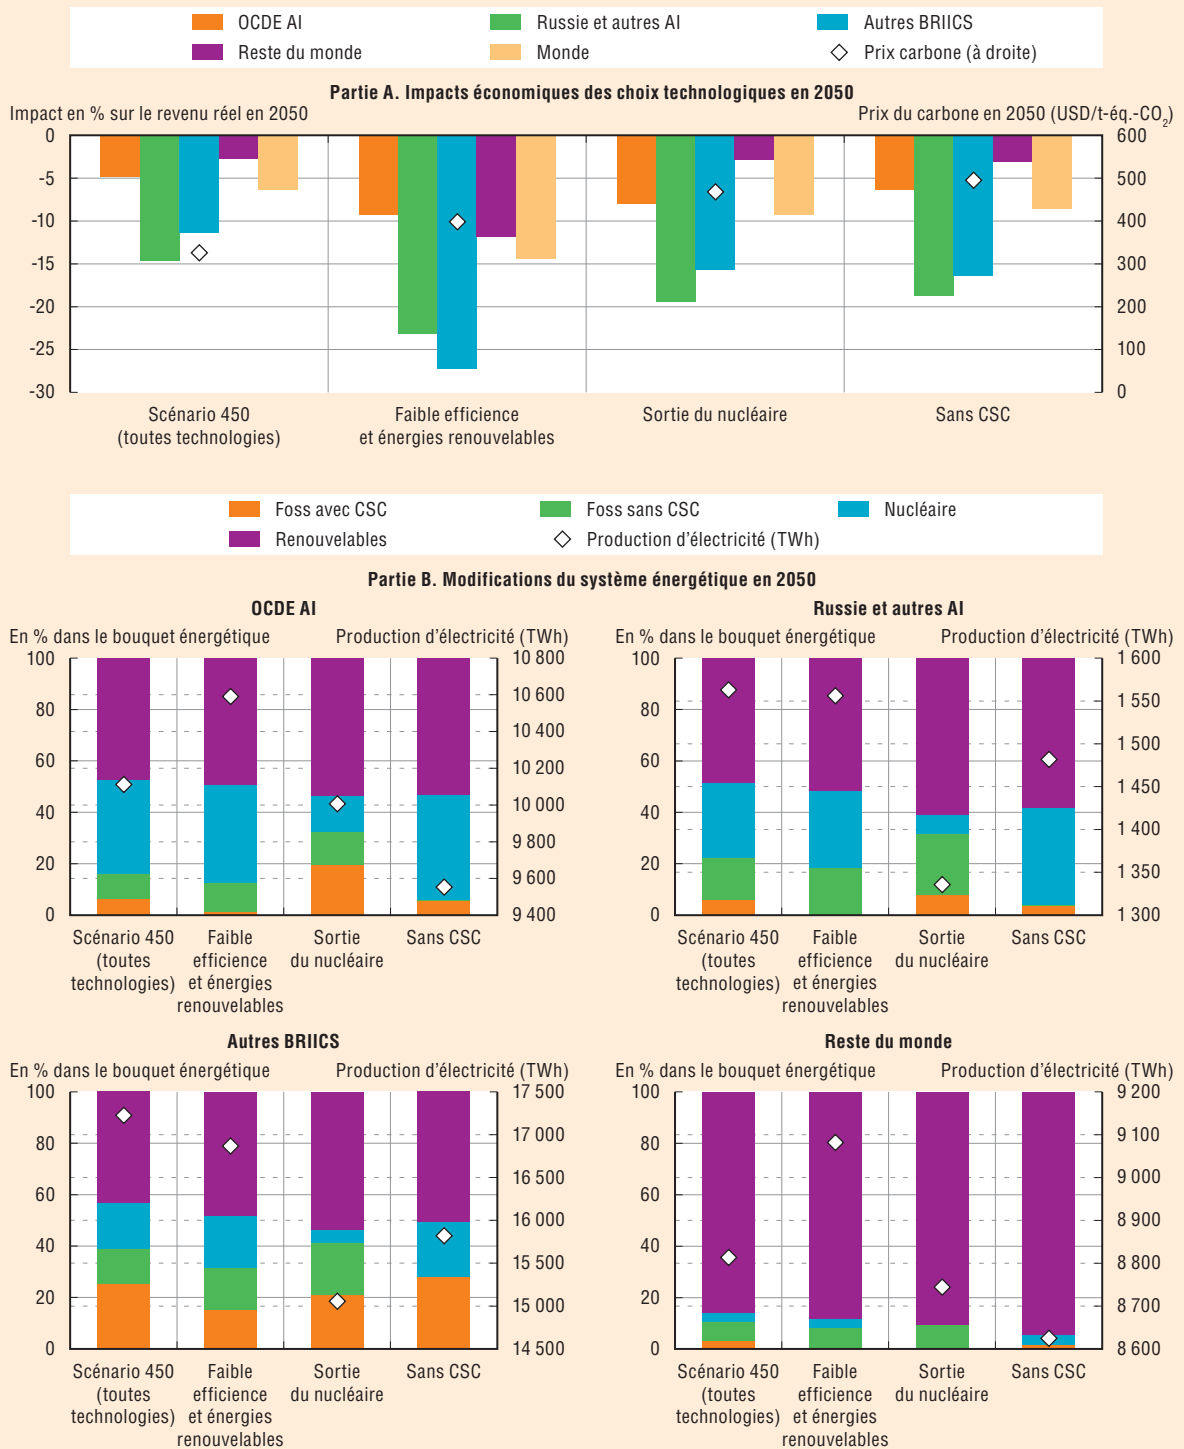 OCDE AI
Russie et autres AI
Autres BRIICS
Reste du monde
Monde
Prix carbone (à droite)
Partie A. Impacts économiques des choix technologiques en 2050
Impact en % sur le revenu réel en 2050
Prix du carbone en 2050 (USD/t-éq.-CO₂)
0
-5
-10
-15
-20
-25
-30
600
500
400
300
200
100
0
Scénario 450
(toutes technologies)
Faible efficience
et énergies renouvelables
Sortie du nucléaire
Sans CSC
Foss avec CSC
Foss sans CSC
Nucléaire
Renouvelables
Production d'électricité (TWh)
Partie B. Modifications du système énergétique en 2050
OCDE AI
En % dans le bouquet énergétique
Production d'électricité (TWh)
100
80
60
40
20
0
10 800
10 600
10 400
10 200
10 000
9 800
9 600
9 400
Scénario 450
(toutes
technologies)
Faible
efficience
et énergies
renouvelables
Sortie
du nucléaire
Sans CSC
Russie et autres AI
En % dans le bouquet énergétique
Production d'électricité (TWh)
100
80
60
40
20
0
1 600
1 550
1 500
1 450
1 400
1 350
1 300
Scénario 450
(toutes
technologies)
Faible
efficience
et énergies
renouvelables
Sortie
du nucléaire
Sans CSC
Autres BRIICS
En % dans le bouquet énergétique
Production d'électricité (TWh)
100
80
60
40
20
0
17 500
17 000
16 500
16 000
15 500
15 000
14 500
Scénario 450
(toutes
technologies)
Faible
efficience
et énergies
renouvelables
Sortie
du nucléaire
Sans CSC
Reste du monde
En % dans le bouquet énergétique
Production d'électricité (TWh)
100
80
60
40
20
0
9 200
9 100
9 000
8 900
8 800
8 700
8 600
Scénario 450
(toutes
technologies)
Faible
efficience
et énergies
renouvelables
Sortie
du nucléaire
Sans CSC